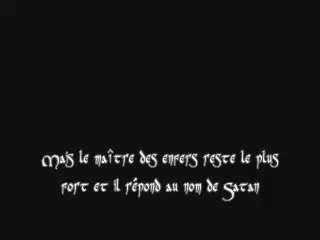 Mais le maître des enfers reste le plus
fort et il répond au nom de Satan